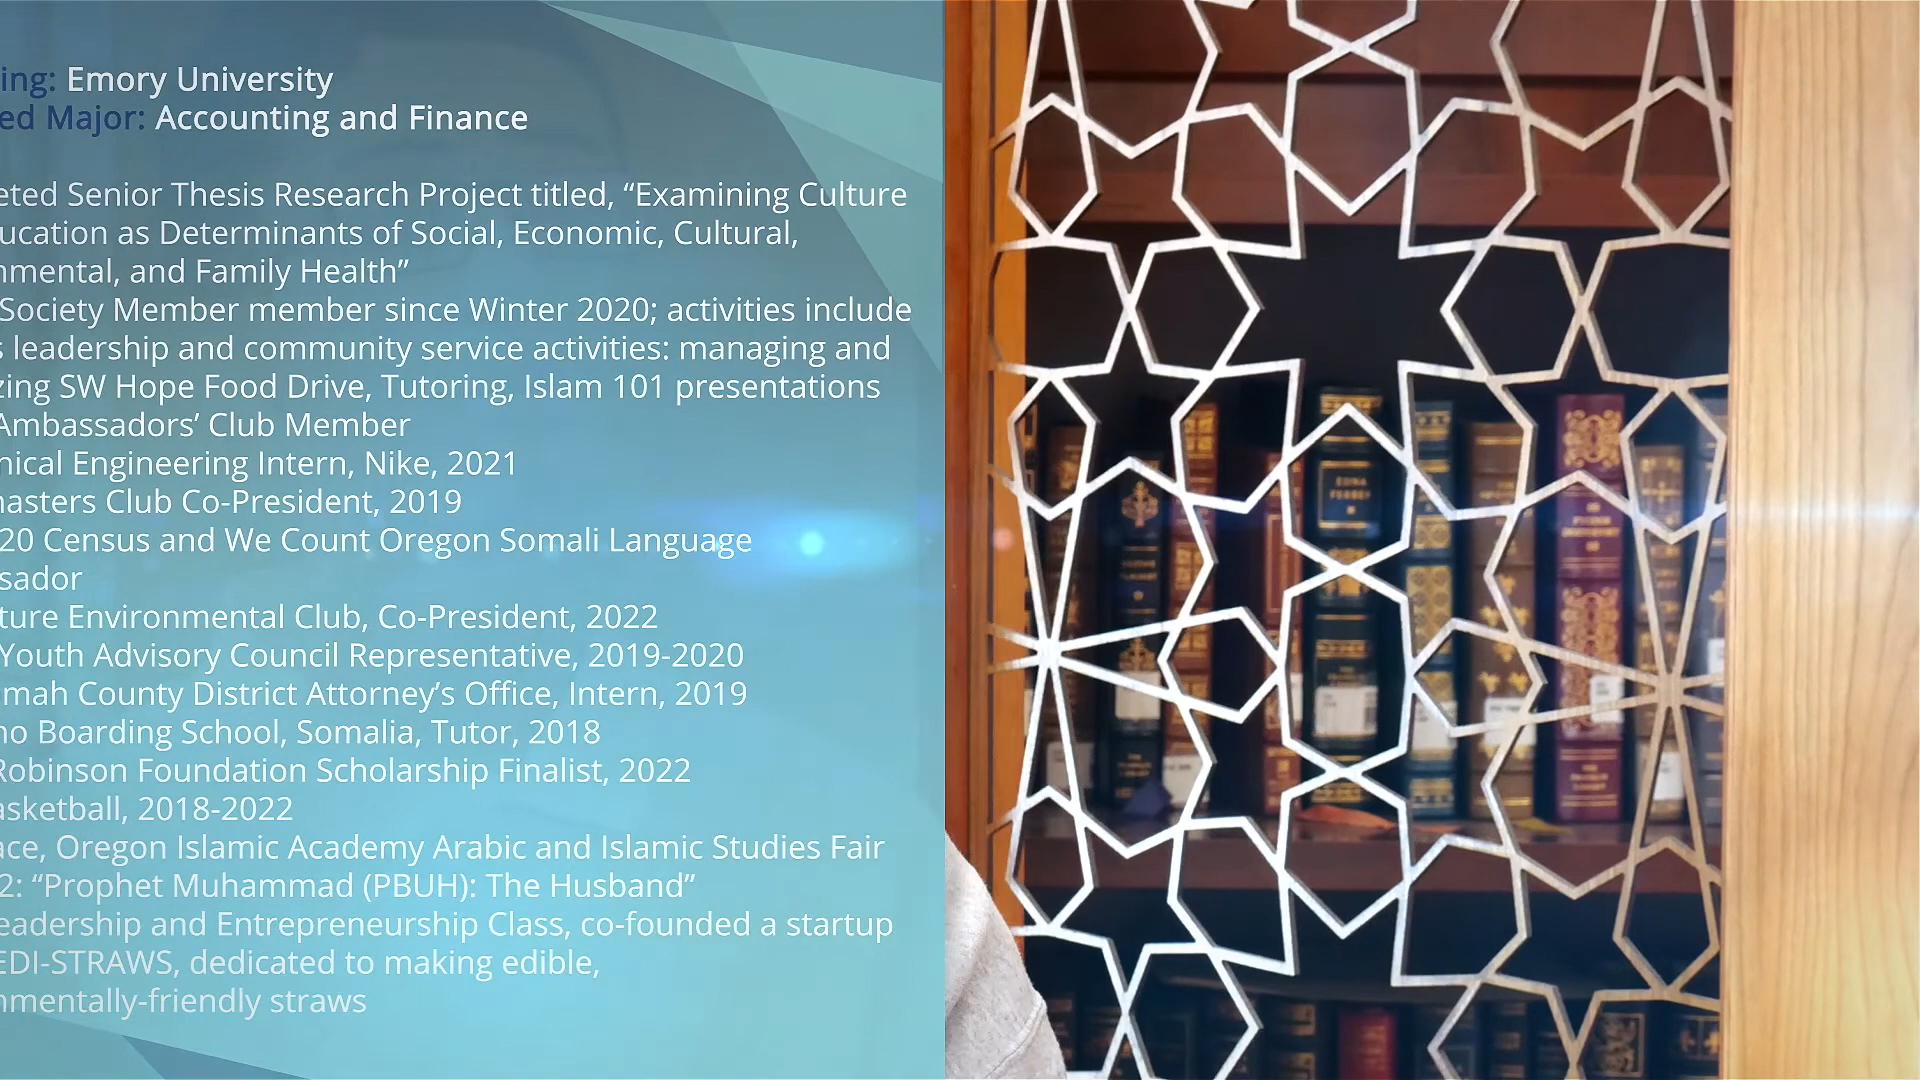 ing: Emory University
ed Major: Accounting and Finance
eted Senior Thesis Research Project titled, “Examining Culture
ucation as Determinants of Social, Economic, Cultural,
nmental, and Family Health”
Society Member member since Winter 2020; activities include
s leadership and community service activities: managing and
zing SW Hope Food Drive, Tutoring, Islam 101 presentations
Ambassadors’ Club Member
nical Engineering Intern, Nike, 2021
masters Club Co-President, 2019
20 Census and We Count Oregon Somali Language
sador
ture Environmental Club, Co-President, 2022
Youth Advisory Council Representative, 2019-2020
mah County District Attorney’s Office, Intern, 2019
no Boarding School, Somalia, Tutor, 2018
Robinson Foundation Scholarship Finalist, 2022
asketball, 2018-2022
ace, Oregon Islamic Academy Arabic and Islamic Studies Fair
2: “Prophet Muhammad (PBUH): The Husband”
eadership and Entrepreneurship Class, co-founded a startup
EDI-STRAWS, dedicated to making edible,
nmentally-friendly straws
EDNA
FERBER